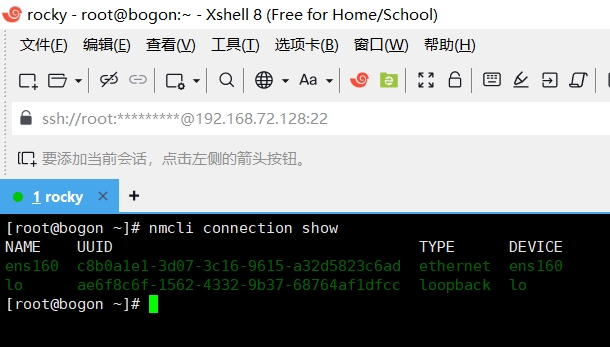 rocky - root@bogon:~ - Xshell 8 (Free for Home/School)
文件(F) 编辑(E) 查看(V) 工具(T) 选项卡(B) 窗口(W) 帮助(H)
Aa
ssh://root:*********@192.168.72.128:22
要添加当前会话，点击左侧的箭头按钮。
1 rocky × +
[root@bogon ~]# nmcli connection show
NAME UUID TYPE DEVICE
ens160 c8b0a1e1-3d07-3c16-9615-a32d5823c6ad ethernet ens160
lo ae6f8c6f-1562-4332-9b37-68764af1dfcc loopback lo
[root@bogon ~]#